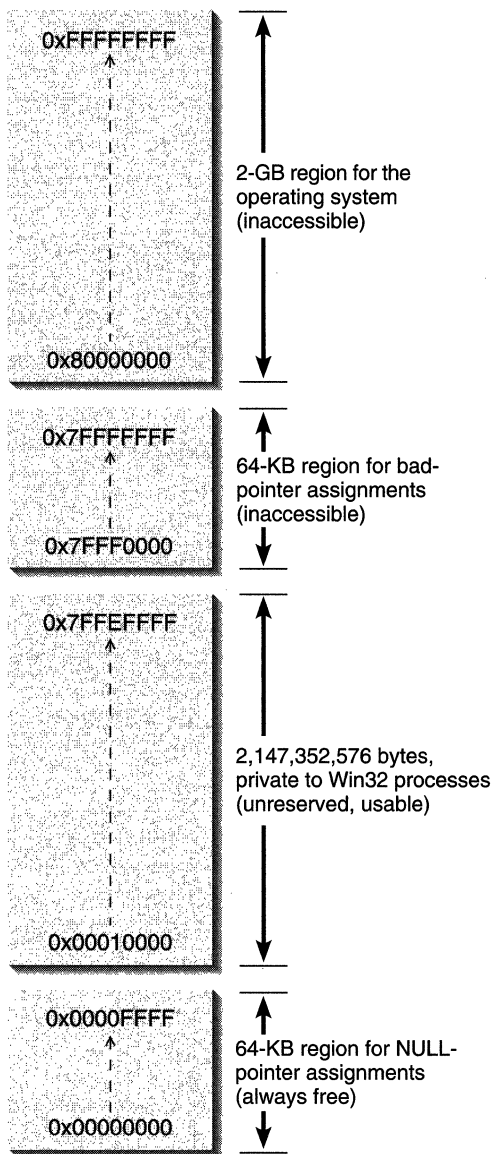 0xFFFFFFFF
2-GB region for the
operating system
(inaccessible)
0x80000000
0x7FFFFFFF
64-KB region for bad-
pointer assignments
(inaccessible)
0x7FFF0000
0x7FFEFFFF
2,147,352,576 bytes,
private to Win32 processes
(unreserved, usable)
0x00010000
0x0000FFFF
64-KB region for NULL-
pointer assignments
(always free)
0x00000000